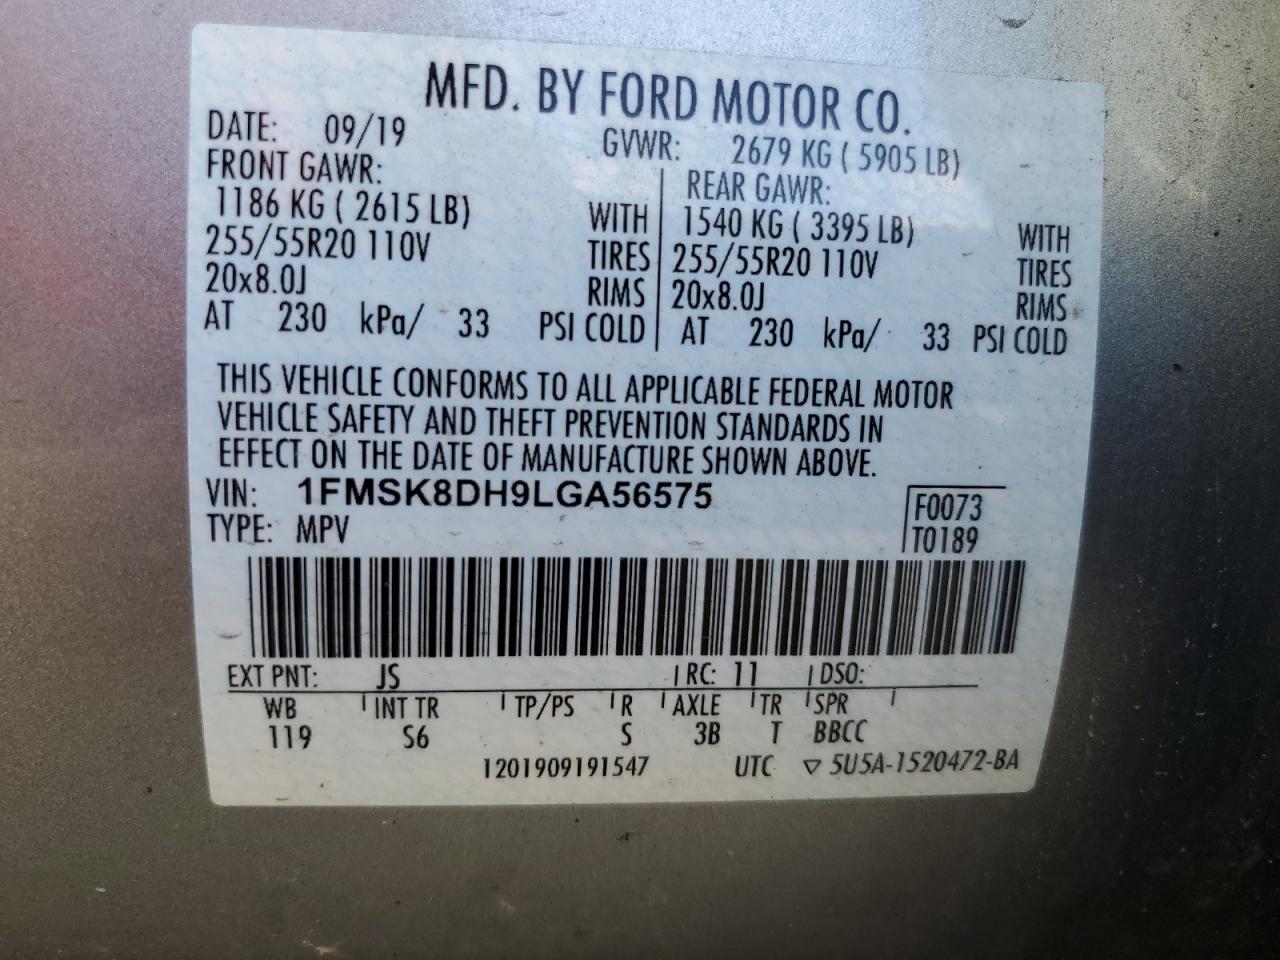 MFD. BY FORD MOTOR CO.
DATE: 09/19 GVWR: 2679 KG ( 5905 LB)
FRONT GAWR: REAR GAWR:
1186 KG ( 2615 LB) WITH 1540 KG ( 3395 LB) WITH
255/55R20 110V TIRES 255/55R20 110V TIRES
20x8.0J RIMS 20x8.0J RIMS
AT 230 kPa/ 33 PSI COLD AT 230 kPa/ 33 PSI COLD
THIS VEHICLE CONFORMS TO ALL APPLICABLE FEDERAL MOTOR
VEHICLE SAFETY AND THEFT PREVENTION STANDARDS IN
EFFECT ON THE DATE OF MANUFACTURE SHOWN ABOVE.
VIN: 1FMSK8DH9LGA56575 F0073
TYPE: MPV T0189
EXT PNT: JS RC: 11 DSO:
WB INT TR TP/PS R AXLE TR SPR
119 S6 S 3B T BBCC
1201909191547 UTC ▽ 5U5A-1520472-BA